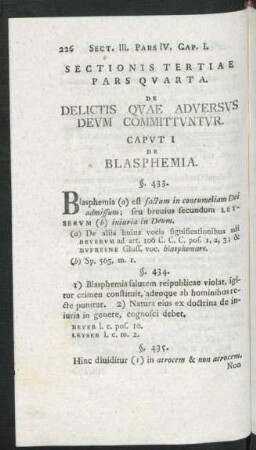 226 SECT. III. PARS IV. CAP. I.
SECTIONIS TERTIAE
PARS QVARTA.
DE
DELICTIS QVAE ADVERSVS
DEVM COMMITTVNTVR.
CAPVT I
DE
BLASPHEMIA.
§. 433.
Blasphemia (a) est factum in contumeliam Dei
admissum; seu breuius secundum LEY-
SERVM (b) iniuria in Deum.
(a) De aliis huius vocis significationibus adi
BEYERVM ad art. 106 C. C. C. pos. 1, 2, 3; &
DVFRESNE Gloss. voc. blasphemare.
(b) Sp. 565, m. 1.
§. 434.
1) Blasphemia salutem reipublicae violat, igi-
tur crimen constituit, adeoque ab hominibus re-
cte punitur. 2) Natura eius ex doctrina de in-
iuria in genere, cognosci debet.
BEYER l. c. pos. 10.
LEYSER l. c. m. 2.
§. 435.
Hinc diuiditur (1) in atrocem & non atrocem.
Non